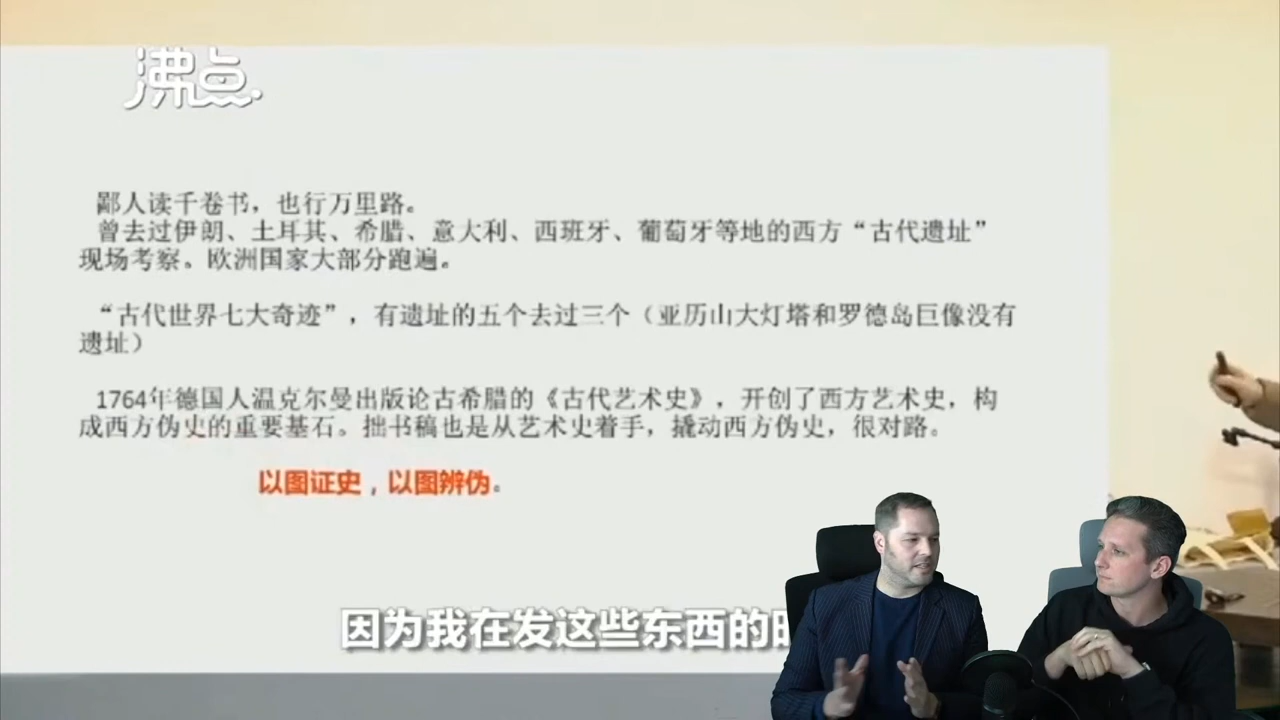 沸点
鄙人读千卷书，也行万里路。
曾去过伊朗、土耳其、希腊、意大利、西班牙、葡萄牙等地的西方“古代遗址”
现场考察。欧洲国家大部分跑遍。
“古代世界七大奇迹”，有遗址的五个去过三个（亚历山大灯塔和罗德岛巨像没有
遗址）
1764年德国人温克尔曼出版论古希腊的《古代艺术史》，开创了西方艺术史，构
成西方伪史的重要基石。拙书稿也是从艺术史着手，撬动西方伪史，很对路。
以图证史，以图辨伪。
因为我在发这些东西的